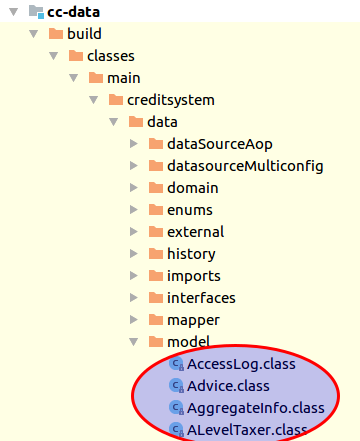 cc-data
build
classes
main
creditsystem
data
dataSourceAop
datasourceMulticonfig
domain
enums
external
history
imports
interfaces
mapper
model
AccessLog.class
Advice.class
AggregateInfo.class
ALevelTaxer.class